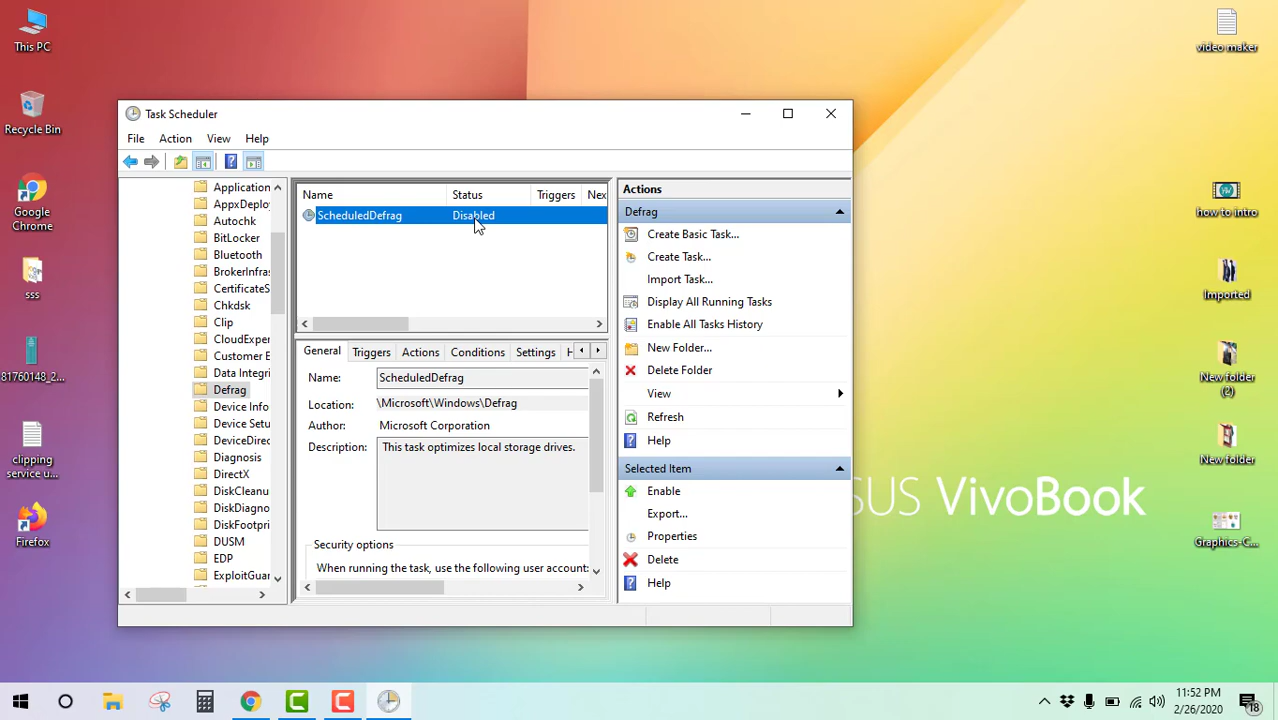 This PC
Recycle Bin
Google
Chrome
sss
81760148_2...
clipping
service u...
Firefox
video maker
how to intro
Imported
New folder
(2)
New folder
Graphics-C...
SUS VivoBook
Task Scheduler
File Action View Help
Application
AppxDeploy
Autochk
BitLocker
Bluetooth
BrokerInfras
CertificateS
Chkdsk
Clip
CloudExper
Customer E
Data Integri
Defrag
Device Info
Device Setu
DeviceDirec
Diagnosis
DirectX
DiskCleanu
DiskDiagno
DiskFootpri
DUSM
EDP
ExploitGuar
Name Status Triggers Nex
ScheduledDefrag Disabled
General Triggers Actions Conditions Settings H
Name: ScheduledDefrag
Location: \Microsoft\Windows\Defrag
Author: Microsoft Corporation
Description: This task optimizes local storage drives.
Security options
When running the task, use the following user account:
Actions
Defrag
Create Basic Task...
Create Task...
Import Task...
Display All Running Tasks
Enable All Tasks History
New Folder...
Delete Folder
View
Refresh
Help
Selected Item
Enable
Export...
Properties
Delete
Help
11:52 PM
2/26/2020
18